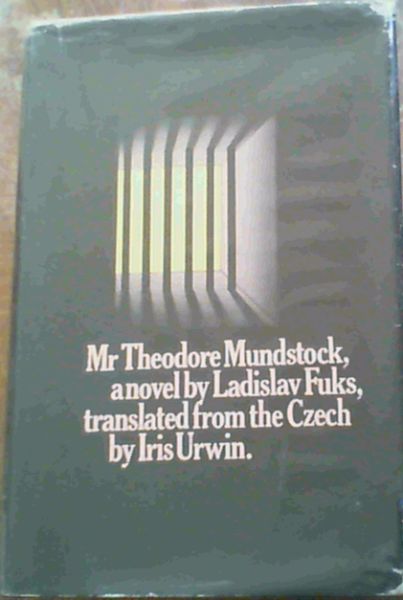 Mr Theodore Mundstock,
a novel by Ladislav Fuks,
translated from the Czech
by Iris Urwin.